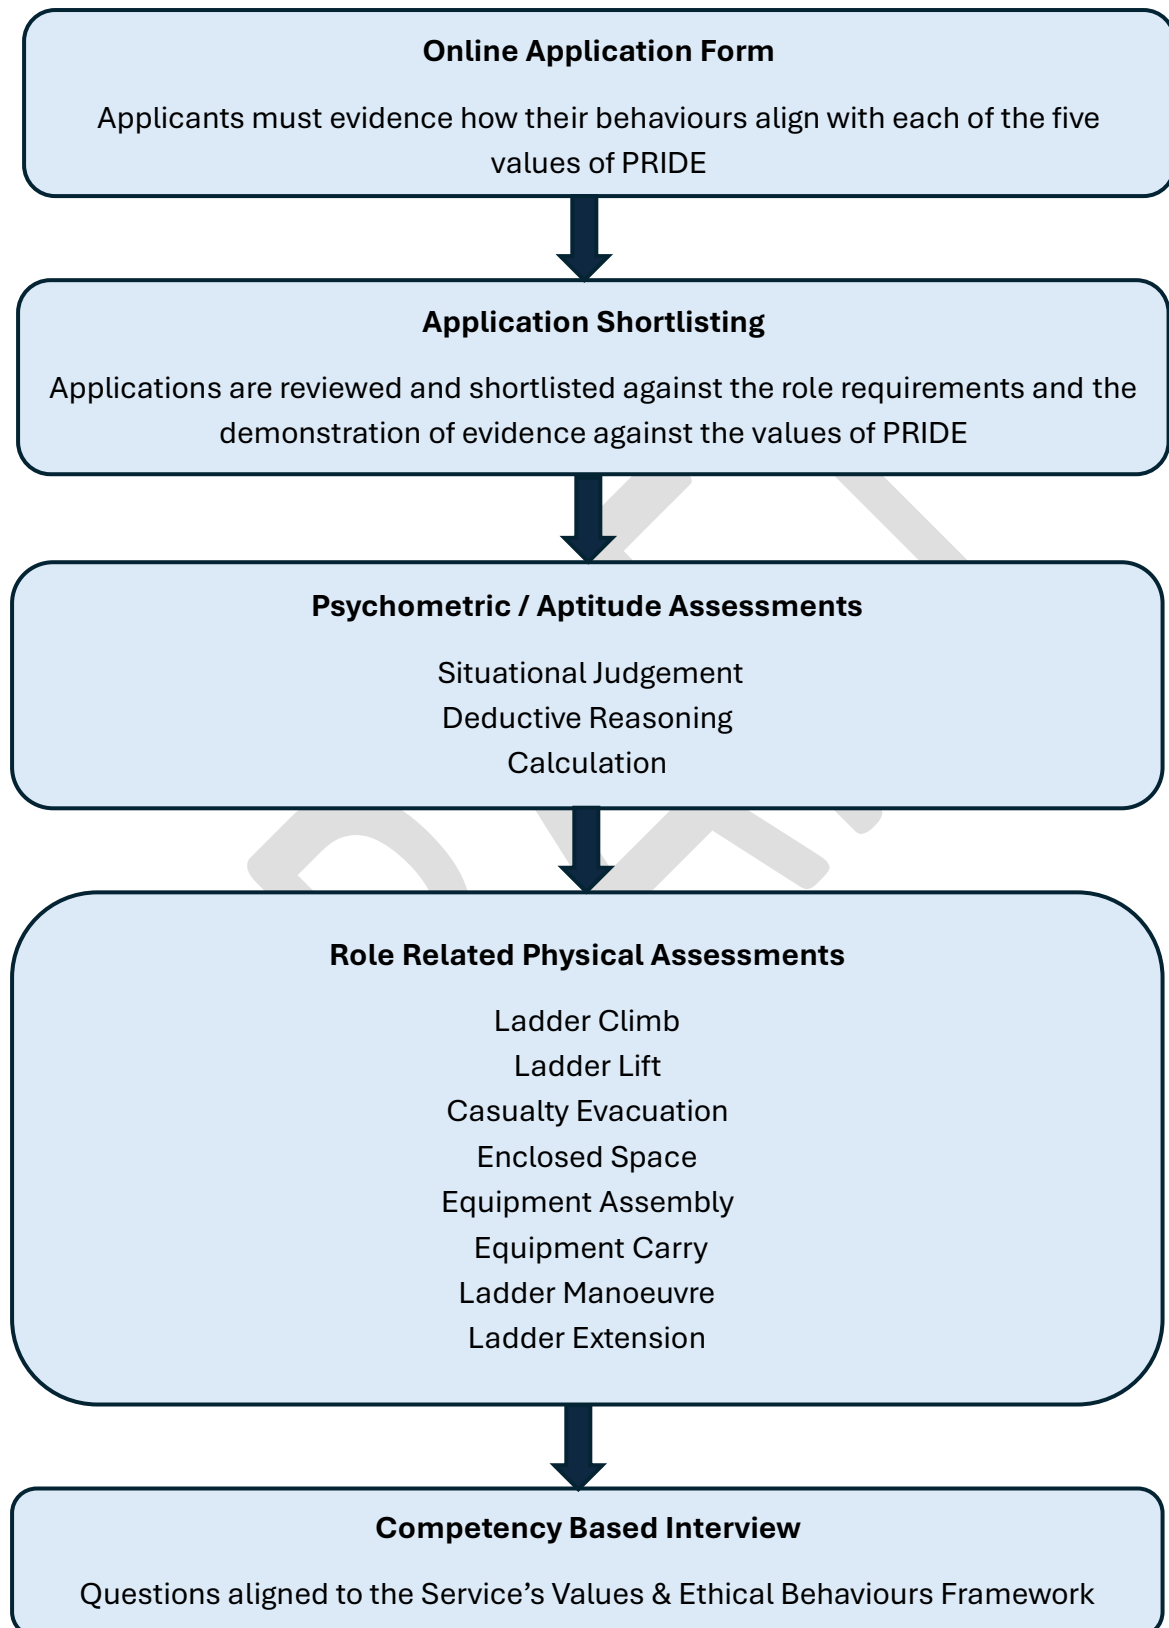 Online Application Form
Applicants must evidence how their behaviours align with each of the five
values of PRIDE
Application Shortlisting
Applications are reviewed and shortlisted against the role requirements and the
demonstration of evidence against the values of PRIDE
Psychometric / Aptitude Assessments
Situational Judgement
Deductive Reasoning
Calculation
Role Related Physical Assessments
Ladder Climb
Ladder Lift
Casualty Evacuation
Enclosed Space
Equipment Assembly
Equipment Carry
Ladder Manoeuvre
Ladder Extension
Competency Based Interview
Questions aligned to the Service’s Values & Ethical Behaviours Framework